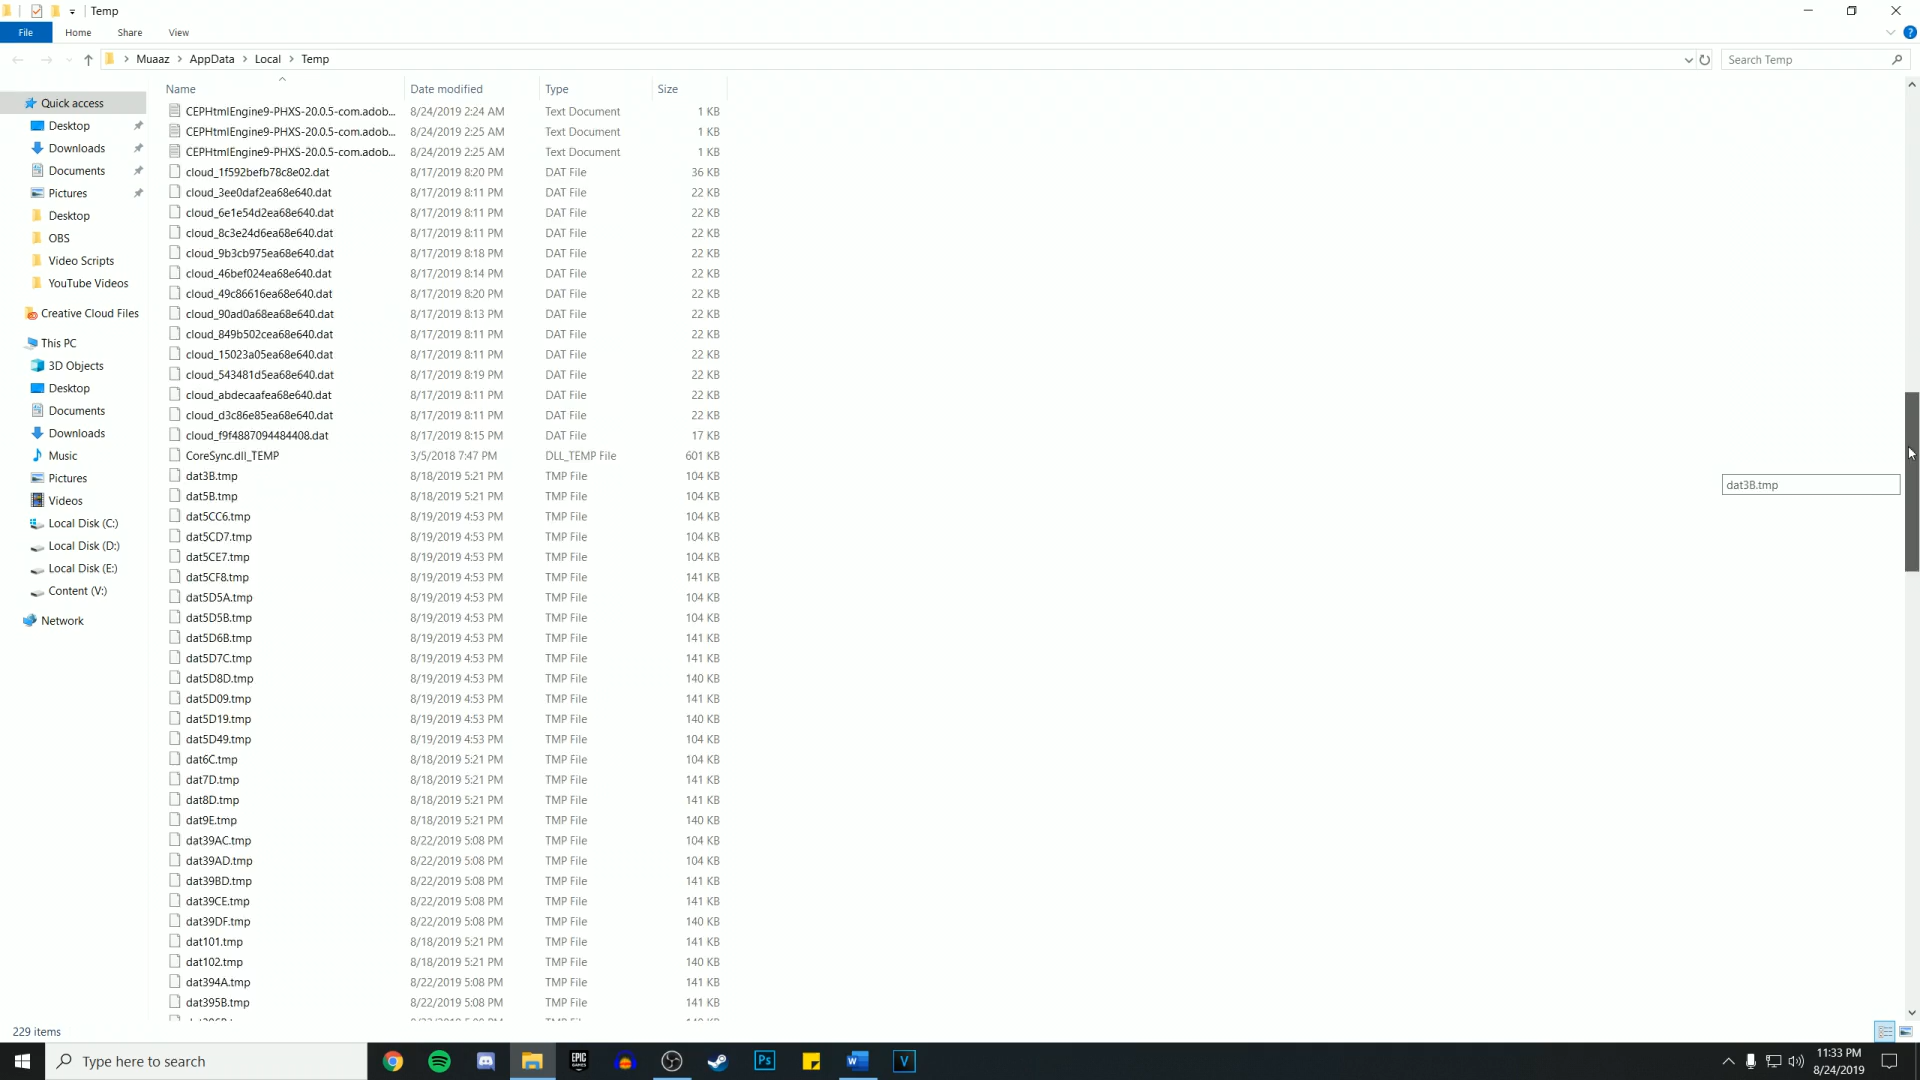 Temp
File Home Share View
Muaaz > AppData > Local > Temp
Search Temp
Quick access
Desktop
Downloads
Documents
Pictures
Desktop
OBS
Video Scripts
YouTube Videos
Creative Cloud Files
This PC
3D Objects
Desktop
Documents
Downloads
Music
Pictures
Videos
Local Disk (C:)
Local Disk (D:)
Local Disk (E:)
Content (V:)
Network
Name Date modified Type Size
CEPHtmlEngine9-PHXS-20.0.5-com.adob... 8/24/2019 2:24 AM Text Document 1 KB
CEPHtmlEngine9-PHXS-20.0.5-com.adob... 8/24/2019 2:25 AM Text Document 1 KB
CEPHtmlEngine9-PHXS-20.0.5-com.adob... 8/24/2019 2:25 AM Text Document 1 KB
cloud_1f592befb78c8e02.dat 8/17/2019 8:20 PM DAT File 36 KB
cloud_3ee0daf2ea68e640.dat 8/17/2019 8:11 PM DAT File 22 KB
cloud_6e1e54d2ea68e640.dat 8/17/2019 8:11 PM DAT File 22 KB
cloud_8c3e24d6ea68e640.dat 8/17/2019 8:11 PM DAT File 22 KB
cloud_9b3cb975ea68e640.dat 8/17/2019 8:18 PM DAT File 22 KB
cloud_46bef024ea68e640.dat 8/17/2019 8:14 PM DAT File 22 KB
cloud_49c86616ea68e640.dat 8/17/2019 8:20 PM DAT File 22 KB
cloud_90ad0a68ea68e640.dat 8/17/2019 8:13 PM DAT File 22 KB
cloud_849b502cea68e640.dat 8/17/2019 8:11 PM DAT File 22 KB
cloud_15023a05ea68e640.dat 8/17/2019 8:11 PM DAT File 22 KB
cloud_543481d5ea68e640.dat 8/17/2019 8:19 PM DAT File 22 KB
cloud_abdecaafea68e640.dat 8/17/2019 8:11 PM DAT File 22 KB
cloud_d3c86e85ea68e640.dat 8/17/2019 8:11 PM DAT File 22 KB
cloud_f9f4887094484408.dat 8/17/2019 8:15 PM DAT File 17 KB
CoreSync.dll_TEMP 3/5/2018 7:47 PM DLL_TEMP File 601 KB
dat3B.tmp 8/18/2019 5:21 PM TMP File 104 KB
dat3B.tmp
dat5B.tmp 8/18/2019 5:21 PM TMP File 104 KB
dat5CC6.tmp 8/19/2019 4:53 PM TMP File 104 KB
dat5CD7.tmp 8/19/2019 4:53 PM TMP File 104 KB
dat5CE7.tmp 8/19/2019 4:53 PM TMP File 104 KB
dat5CF8.tmp 8/19/2019 4:53 PM TMP File 141 KB
dat5D5A.tmp 8/19/2019 4:53 PM TMP File 104 KB
dat5D5B.tmp 8/19/2019 4:53 PM TMP File 104 KB
dat5D6B.tmp 8/19/2019 4:53 PM TMP File 141 KB
dat5D7C.tmp 8/19/2019 4:53 PM TMP File 141 KB
dat5D8D.tmp 8/19/2019 4:53 PM TMP File 140 KB
dat5D09.tmp 8/19/2019 4:53 PM TMP File 141 KB
dat5D19.tmp 8/19/2019 4:53 PM TMP File 140 KB
dat5D49.tmp 8/19/2019 4:53 PM TMP File 104 KB
dat6C.tmp 8/18/2019 5:21 PM TMP File 104 KB
dat7D.tmp 8/18/2019 5:21 PM TMP File 141 KB
dat8D.tmp 8/18/2019 5:21 PM TMP File 141 KB
dat9E.tmp 8/18/2019 5:21 PM TMP File 140 KB
dat39AC.tmp 8/22/2019 5:08 PM TMP File 104 KB
dat39AD.tmp 8/22/2019 5:08 PM TMP File 104 KB
dat39BD.tmp 8/22/2019 5:08 PM TMP File 141 KB
dat39CE.tmp 8/22/2019 5:08 PM TMP File 141 KB
dat39DF.tmp 8/22/2019 5:08 PM TMP File 140 KB
dat101.tmp 8/18/2019 5:21 PM TMP File 141 KB
dat102.tmp 8/18/2019 5:21 PM TMP File 140 KB
dat394A.tmp 8/22/2019 5:08 PM TMP File 141 KB
dat395B.tmp 8/22/2019 5:08 PM TMP File 141 KB
229 items
Type here to search
EPIC GAMES
Ps
V
11:33 PM
8/24/2019